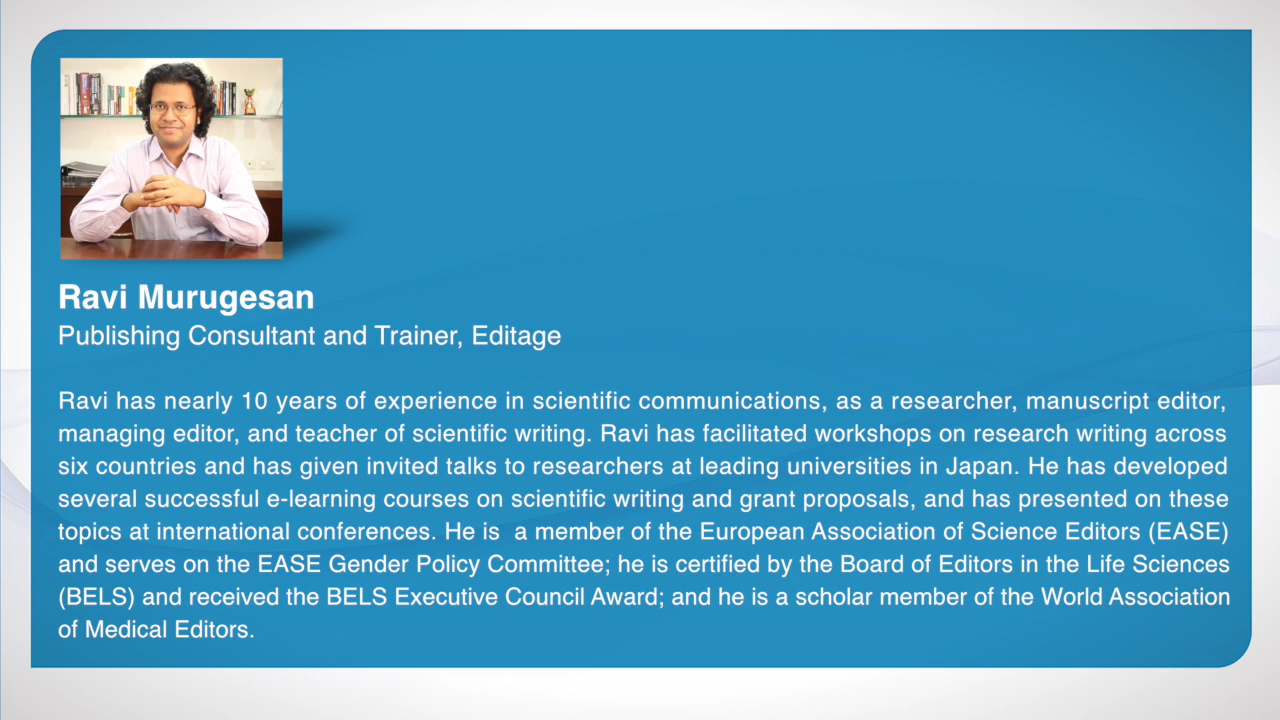 Ravi Murugesan
Publishing Consultant and Trainer, Editage
Ravi has nearly 10 years of experience in scientific communications, as a researcher, manuscript editor,
managing editor, and teacher of scientific writing. Ravi has facilitated workshops on research writing across
six countries and has given invited talks to researchers at leading universities in Japan. He has developed
several successful e-learning courses on scientific writing and grant proposals, and has presented on these
topics at international conferences. He is  a member of the European Association of Science Editors (EASE)
and serves on the EASE Gender Policy Committee; he is certified by the Board of Editors in the Life Sciences
(BELS) and received the BELS Executive Council Award; and he is a scholar member of the World Association
of Medical Editors.